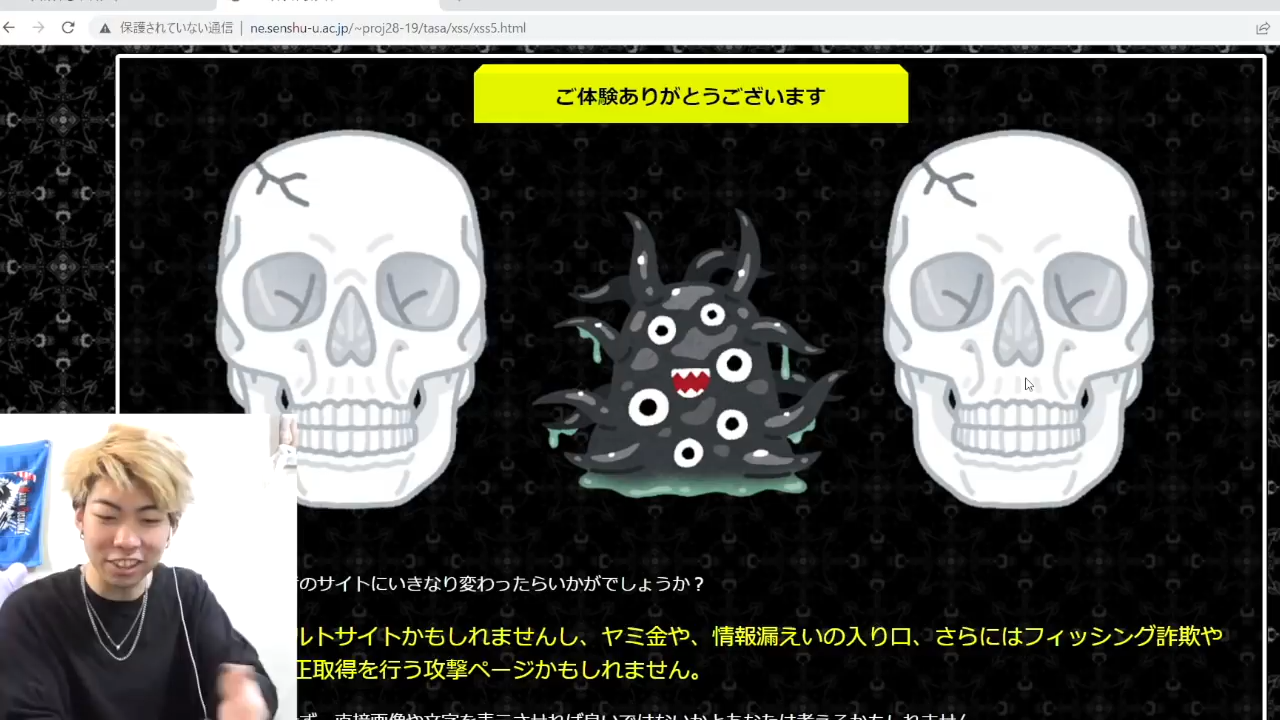 保護されていない通信 | ne.senshu-u.ac.jp/~proj28-19/tasa/xss/xss5.html
ご体験ありがとうございます
のサイトにいきなり変わったらいかがでしょうか？
ルトサイトかもしれませんし、ヤミ金や、情報漏えいの入り口、さらにはフィッシング詐欺や
正取得を行う攻撃ページかもしれません。